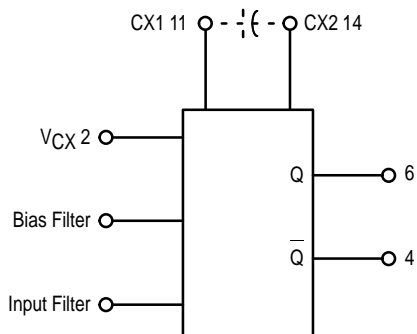 CX1 11
CX2 14
VCX 2
Q 6
Bias Filter
Q̅ 4
Input Filter